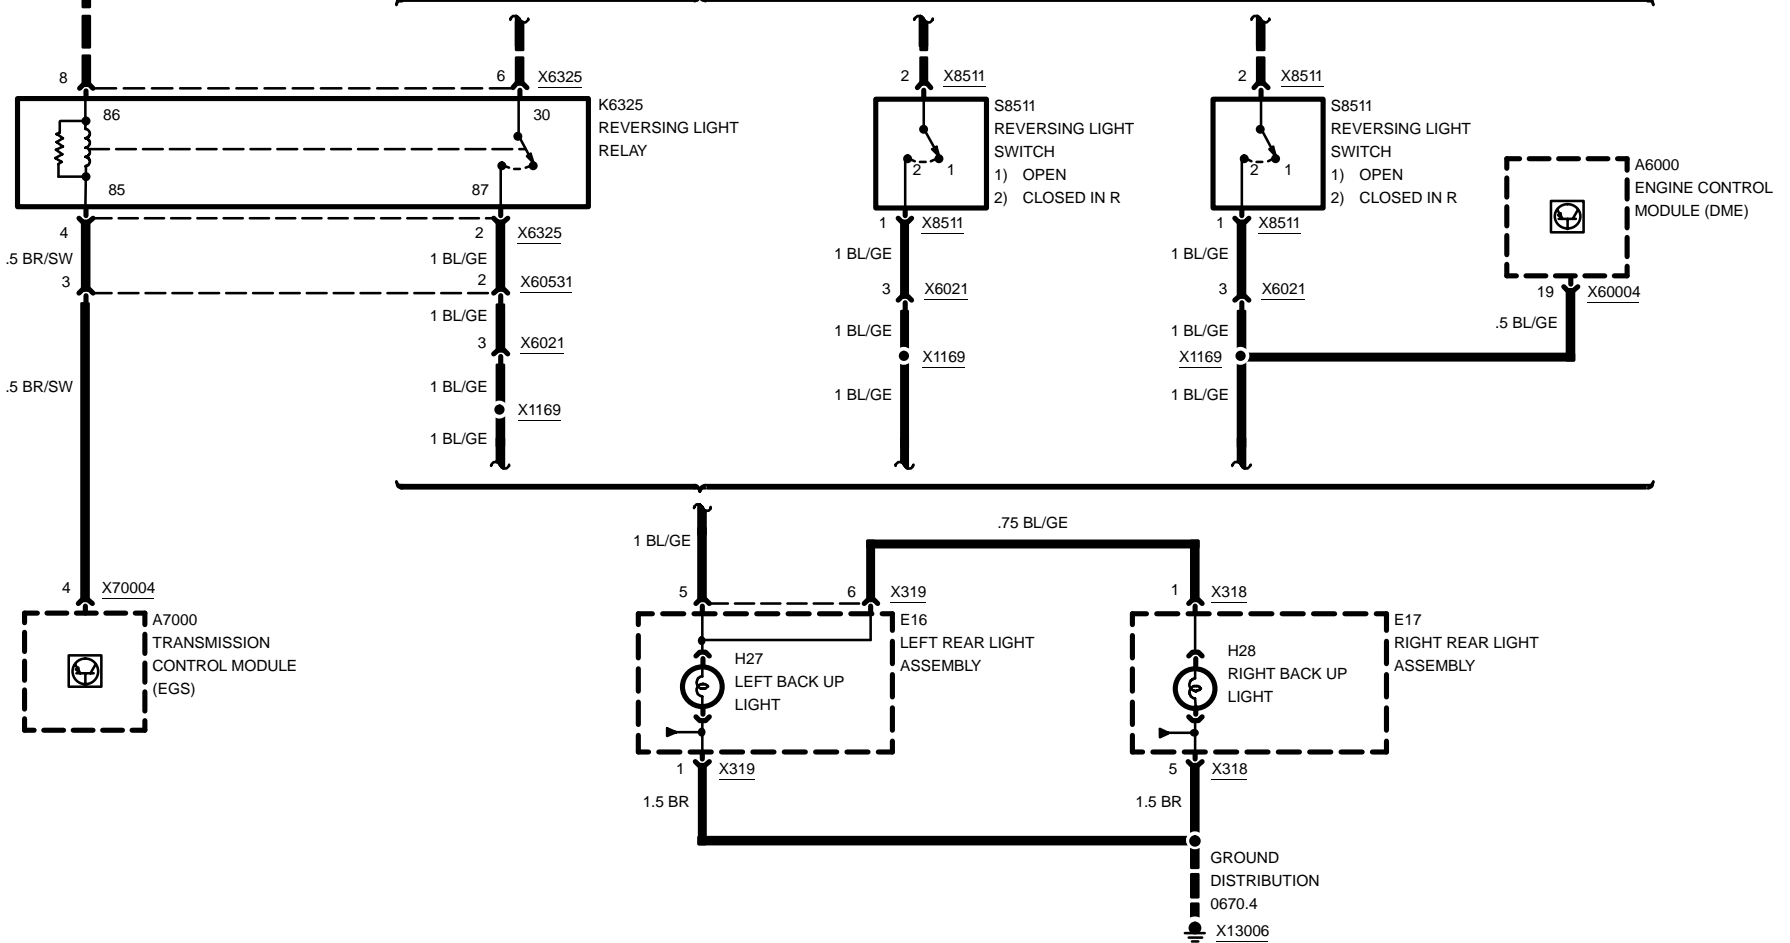 8
6 X6325
2 X8511
2 X8511
86
30
85
87
K6325
REVERSING LIGHT
RELAY
2 1
S8511
REVERSING LIGHT
SWITCH
1) OPEN
2) CLOSED IN R
2 1
S8511
REVERSING LIGHT
SWITCH
1) OPEN
2) CLOSED IN R
A6000
ENGINE CONTROL
MODULE (DME)
4
2 X6325
1 X8511
1 X8511
.5 BR/SW
1 BL/GE
1 BL/GE
1 BL/GE
3
2 X60531
3 X6021
3 X6021
19 X60004
1 BL/GE
1 BL/GE
1 BL/GE
.5 BL/GE
3 X6021
X1169
X1169
.5 BR/SW
1 BL/GE
1 BL/GE
1 BL/GE
X1169
1 BL/GE
.75 BL/GE
1 BL/GE
4 X70004
5
6 X319
1 X318
A7000
TRANSMISSION
CONTROL MODULE
(EGS)
E16
LEFT REAR LIGHT
ASSEMBLY
E17
RIGHT REAR LIGHT
ASSEMBLY
H27
LEFT BACK UP
LIGHT
H28
RIGHT BACK UP
LIGHT
1 X319
5 X318
1.5 BR
1.5 BR
GROUND
DISTRIBUTION
0670.4
X13006